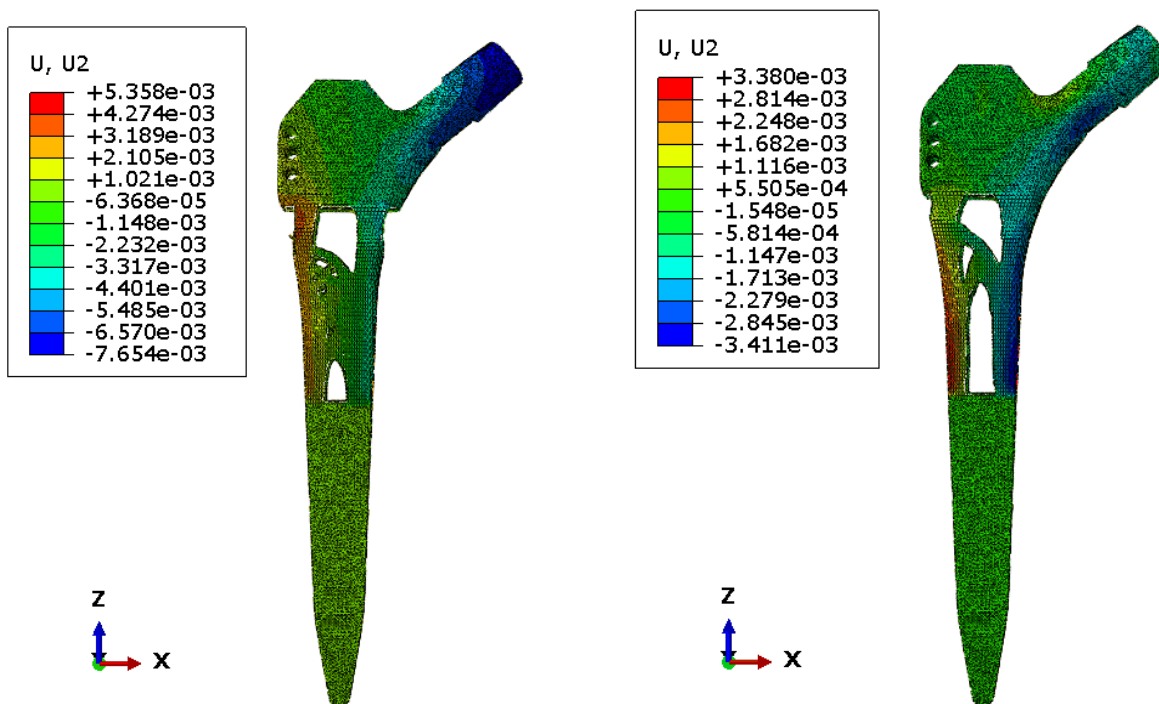 U, U2
+5.358e-03
+4.274e-03
+3.189e-03
+2.105e-03
+1.021e-03
-6.368e-05
-1.148e-03
-2.232e-03
-3.317e-03
-4.401e-03
-5.485e-03
-6.570e-03
-7.654e-03
Z
X
U, U2
+3.380e-03
+2.814e-03
+2.248e-03
+1.682e-03
+1.116e-03
+5.505e-04
-1.548e-05
-5.814e-04
-1.147e-03
-1.713e-03
-2.279e-03
-2.845e-03
-3.411e-03
Z
X